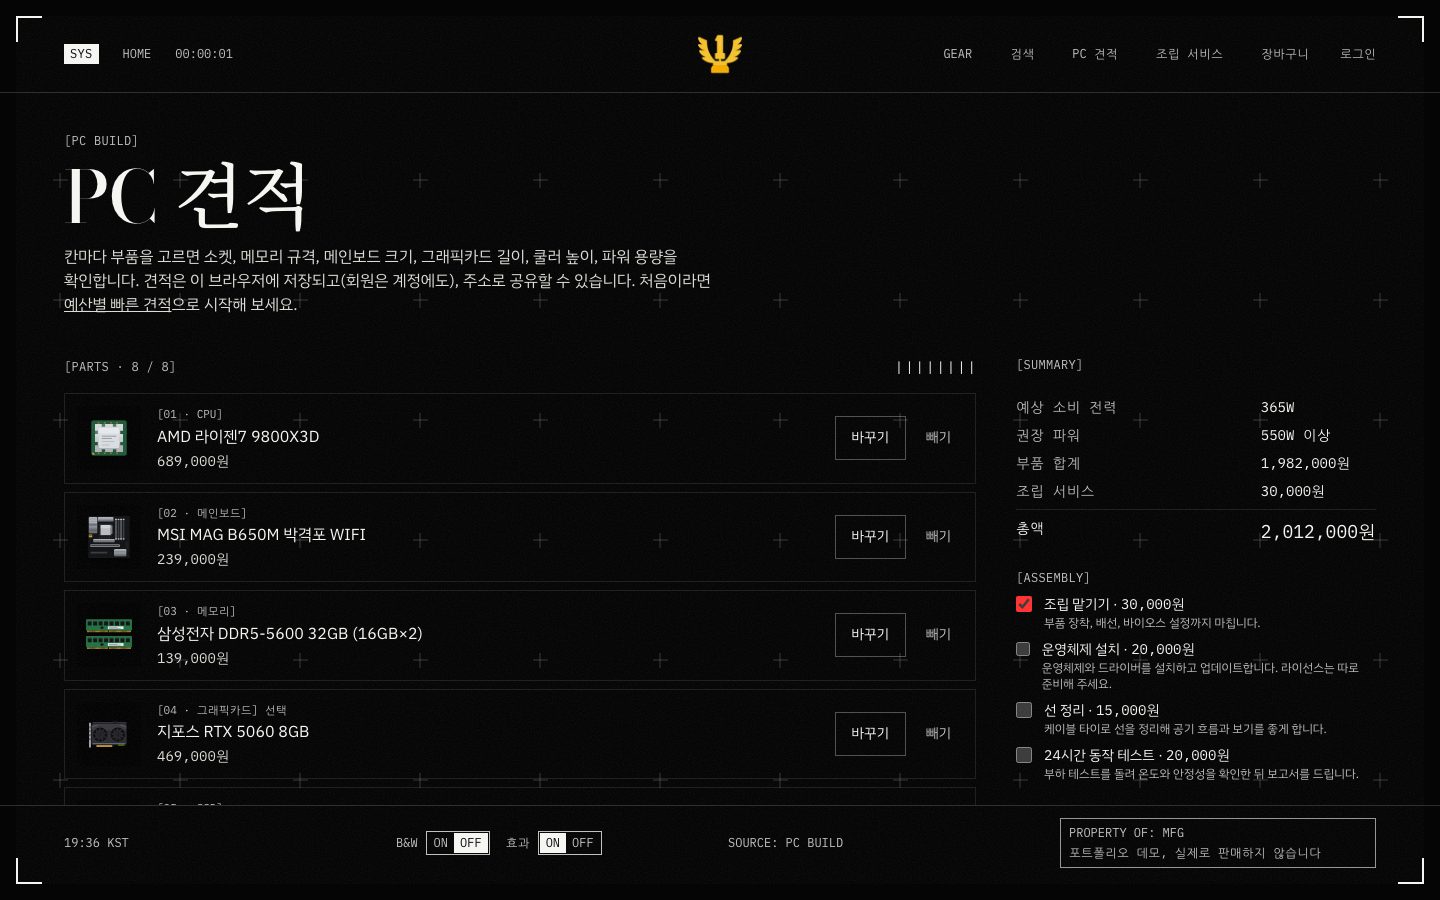 SYS HOME 00:00:01
GEAR 검색 PC 견적 조립 서비스 장바구니 로그인
[PC BUILD]
PC 견적
칸마다 부품을 고르면 소켓, 메모리 규격, 메인보드 크기, 그래픽카드 길이, 쿨러 높이, 파워 용량을
확인합니다. 견적은 이 브라우저에 저장되고(회원은 계정에도), 주소로 공유할 수 있습니다. 처음이라면
예산별 빠른 견적으로 시작해 보세요.
[PARTS · 8 / 8]
[01 · CPU]
AMD 라이젠7 9800X3D
689,000원
바꾸기 빼기
[02 · 메인보드]
MSI MAG B650M 박격포 WIFI
239,000원
바꾸기 빼기
[03 · 메모리]
삼성전자 DDR5-5600 32GB (16GB×2)
139,000원
바꾸기 빼기
[04 · 그래픽카드] 선택
지포스 RTX 5060 8GB
469,000원
바꾸기 빼기
[SUMMARY]
예상 소비 전력 365W
권장 파워 550W 이상
부품 합계 1,982,000원
조립 서비스 30,000원
총액 2,012,000원
[ASSEMBLY]
조립 맡기기 · 30,000원
부품 장착, 배선, 바이오스 설정까지 마칩니다.
운영체제 설치 · 20,000원
운영체제와 드라이버를 설치하고 업데이트합니다. 라이선스는 따로
준비해 주세요.
선 정리 · 15,000원
케이블 타이로 선을 정리해 공기 흐름과 보기를 좋게 합니다.
24시간 동작 테스트 · 20,000원
부하 테스트를 돌려 온도와 안정성을 확인한 뒤 보고서를 드립니다.
19:36 KST
B&W ON OFF 효과 ON OFF
SOURCE: PC BUILD
PROPERTY OF: MFG
포트폴리오 데모, 실제로 판매하지 않습니다